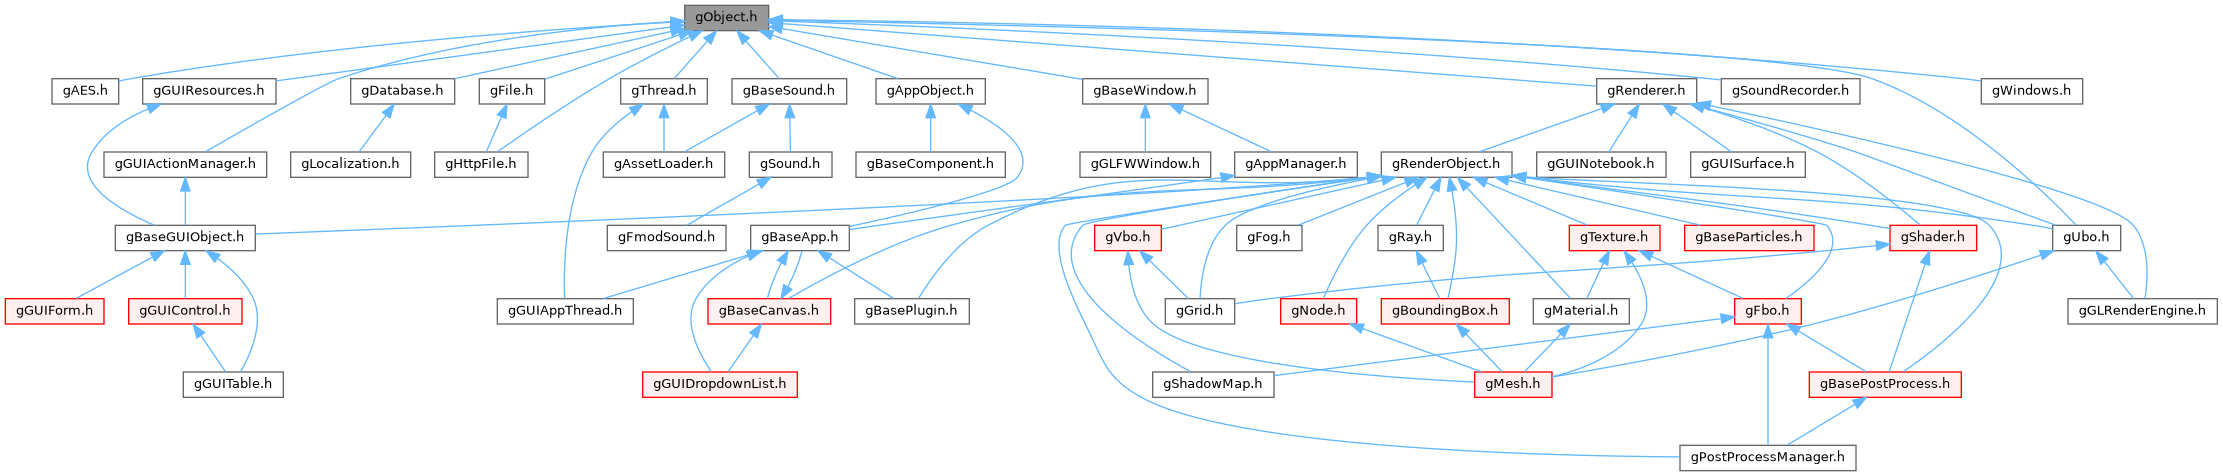 gObject.h
gAES.h
gGUIResources.h
gDatabase.h
gFile.h
gThread.h
gBaseSound.h
gAppObject.h
gBaseWindow.h
gRenderer.h
gSoundRecorder.h
gWindows.h
gGUIActionManager.h
gLocalization.h
gHttpFile.h
gAssetLoader.h
gSound.h
gBaseComponent.h
gGLFWWindow.h
gAppManager.h
gRenderObject.h
gGUINotebook.h
gGUISurface.h
gBaseGUIObject.h
gFmodSound.h
gBaseApp.h
gVbo.h
gFog.h
gRay.h
gTexture.h
gBaseParticles.h
gShader.h
gUbo.h
gGUIForm.h
gGUIControl.h
gGUIAppThread.h
gBaseCanvas.h
gBasePlugin.h
gGrid.h
gNode.h
gBoundingBox.h
gMaterial.h
gFbo.h
gGLRenderEngine.h
gGUITable.h
gGUIDropdownList.h
gShadowMap.h
gMesh.h
gBasePostProcess.h
gPostProcessManager.h